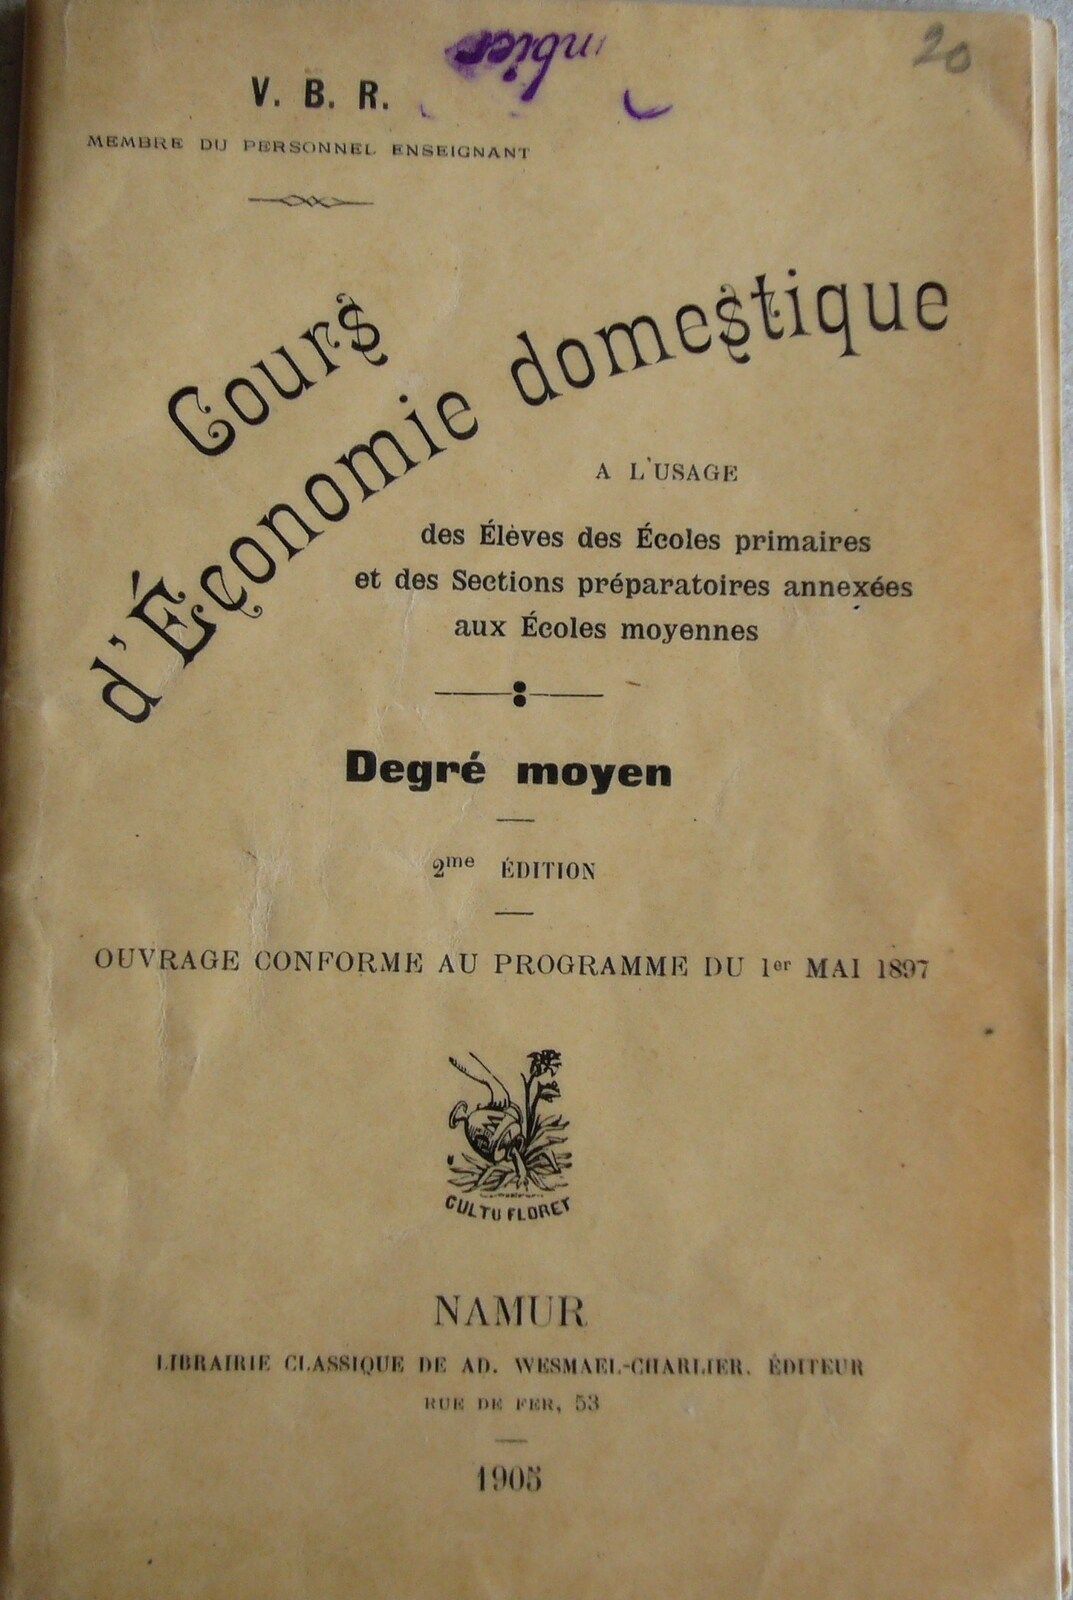 20
V. B. R.
MEMBRE DU PERSONNEL ENSEIGNANT
Cours
d'Économie domestique
A L'USAGE
des Élèves des Écoles primaires
et des Sections préparatoires annexées
aux Écoles moyennes
Degré moyen
2me ÉDITION
OUVRAGE CONFORME AU PROGRAMME DU 1er MAI 1897
CULTU FLORET
NAMUR
LIBRAIRIE CLASSIQUE DE AD. WESMAEL-CHARLIER, ÉDITEUR
RUE DE FER, 53
1905